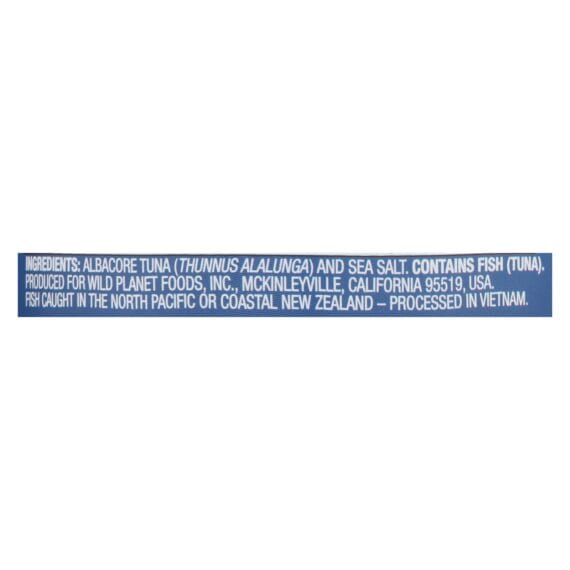 INGREDIENTS: ALBACORE TUNA (THUNNUS ALALUNGA) AND SEA SALT. CONTAINS FISH (TUNA).
PRODUCED FOR WILD PLANET FOODS, INC., MCKINLEYVILLE, CALIFORNIA 95519, USA.
FISH CAUGHT IN THE NORTH PACIFIC OR COASTAL NEW ZEALAND – PROCESSED IN VIETNAM.